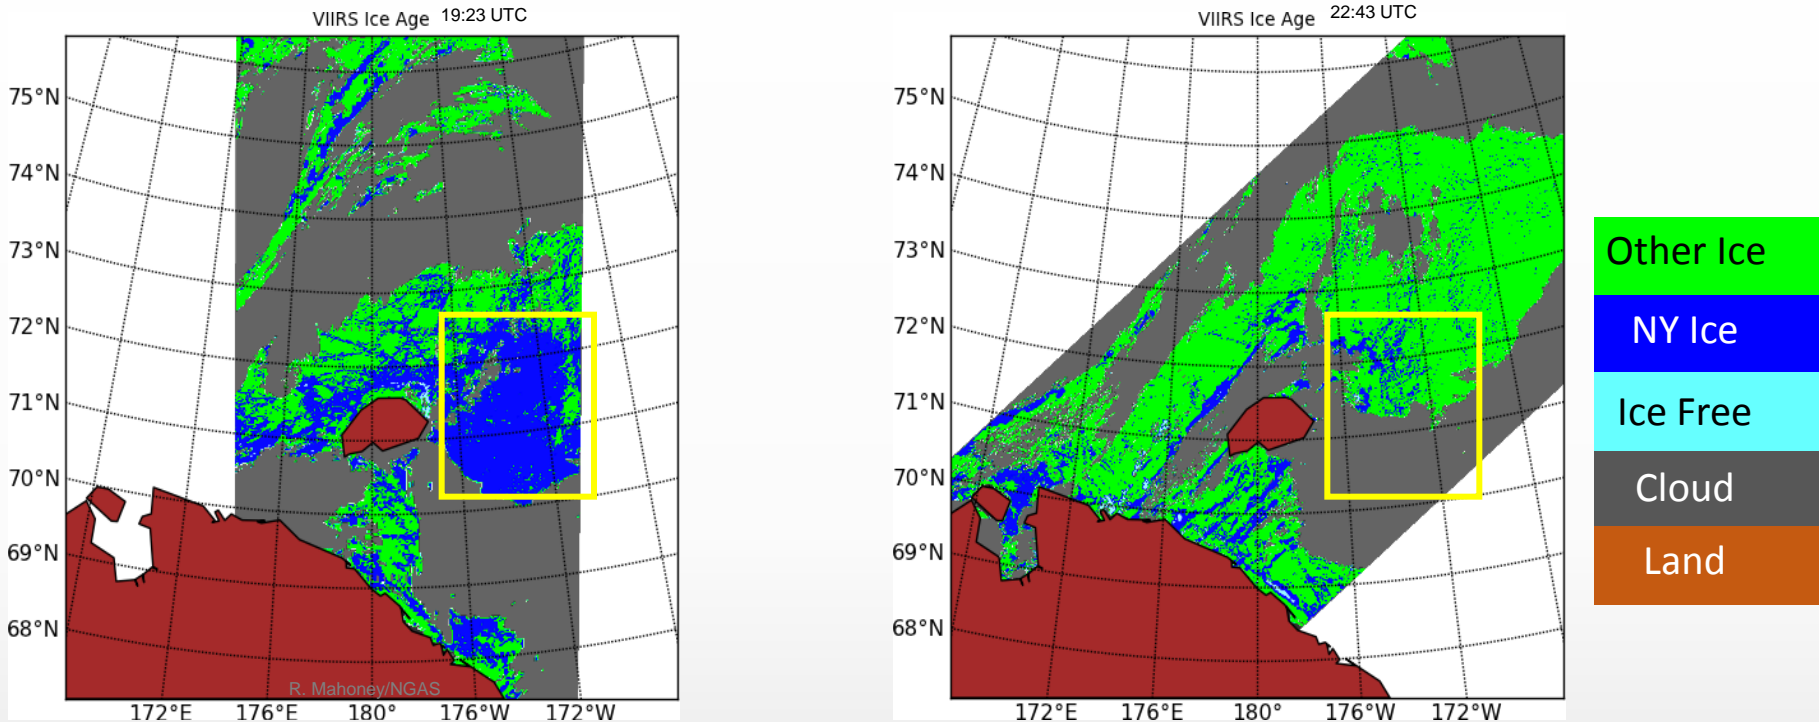 VIIRS Ice Age 19:23 UTC
75°N
74°N
73°N
72°N
71°N
70°N
69°N
68°N
R. Mahoney/NGAS
172°E 176°E 180° 176°W 172°W
VIIRS Ice Age 22:43 UTC
75°N
74°N
73°N
72°N
71°N
70°N
69°N
68°N
172°E 176°E 180° 176°W 172°W
Other Ice
NY Ice
Ice Free
Cloud
Land